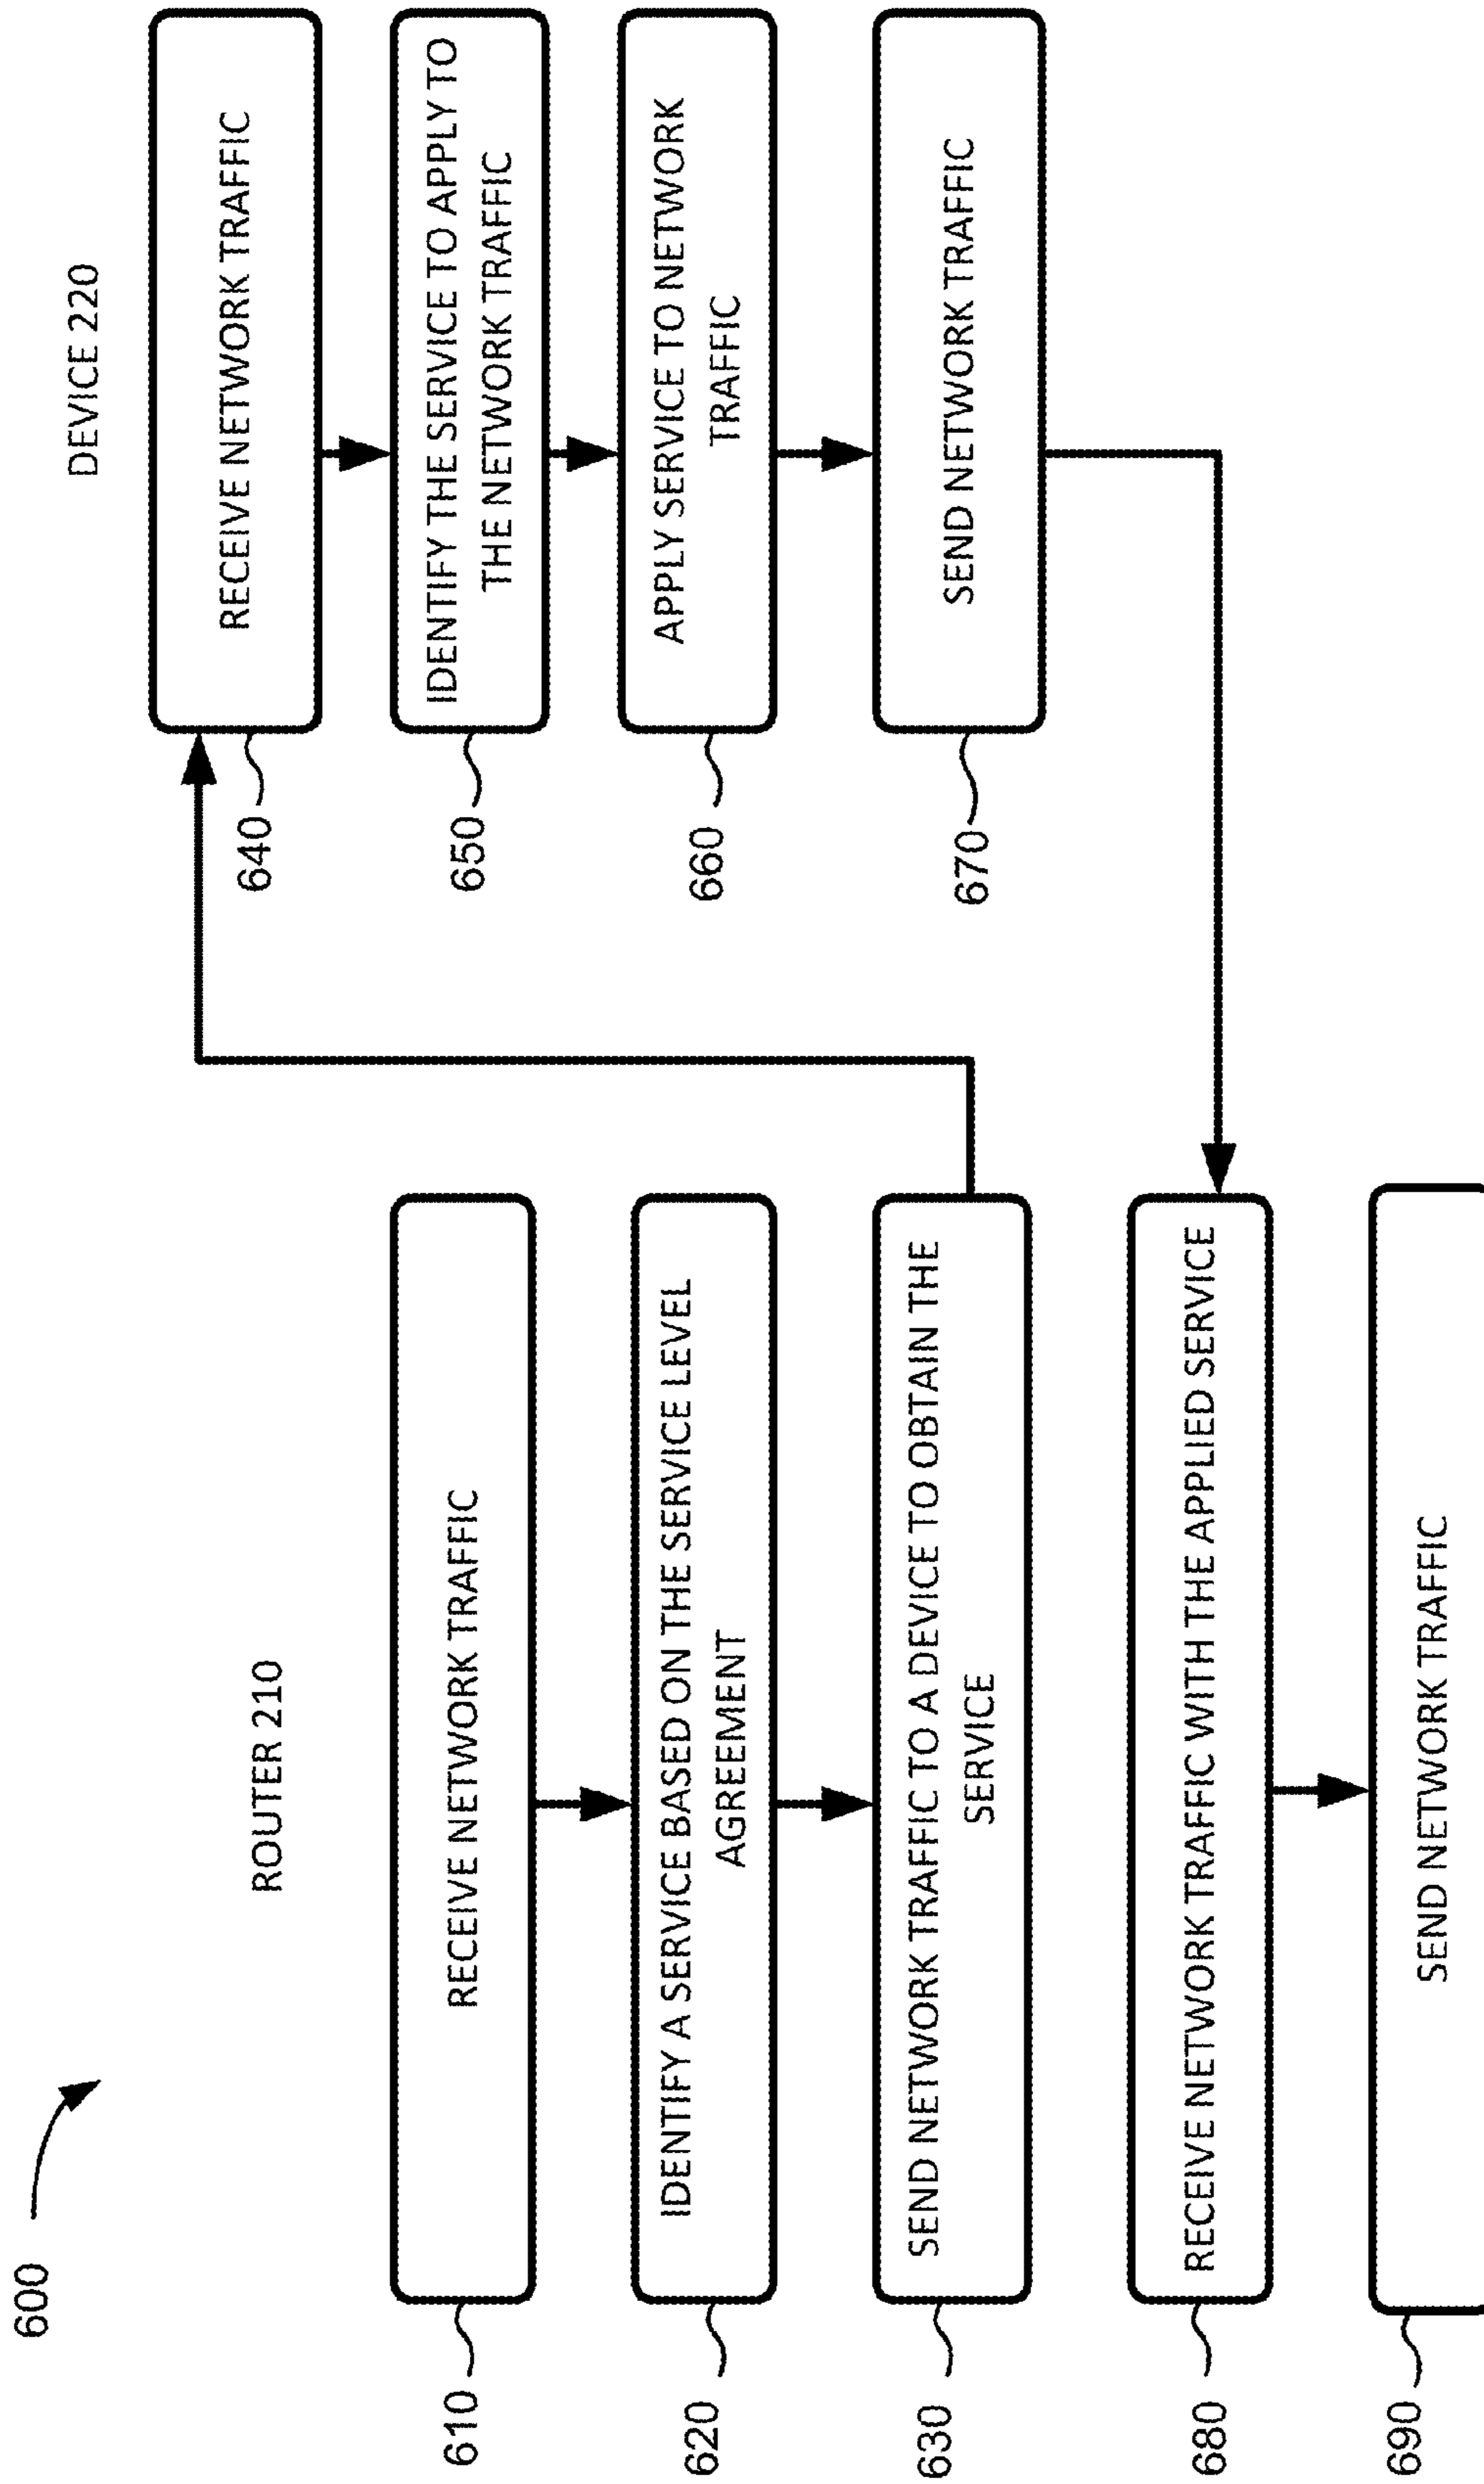 600
ROUTER 210
610
RECEIVE NETWORK TRAFFIC
620
IDENTIFY A SERVICE BASED ON THE SERVICE LEVEL
AGREEMENT
630
SEND NETWORK TRAFFIC TO A DEVICE TO OBTAIN THE
SERVICE
DEVICE 220
640
RECEIVE NETWORK TRAFFIC
650
IDENTIFY THE SERVICE TO APPLY TO
THE NETWORK TRAFFIC
660
APPLY SERVICE TO NETWORK
TRAFFIC
670
SEND NETWORK TRAFFIC
680
RECEIVE NETWORK TRAFFIC WITH THE APPLIED SERVICE
690
SEND NETWORK TRAFFIC